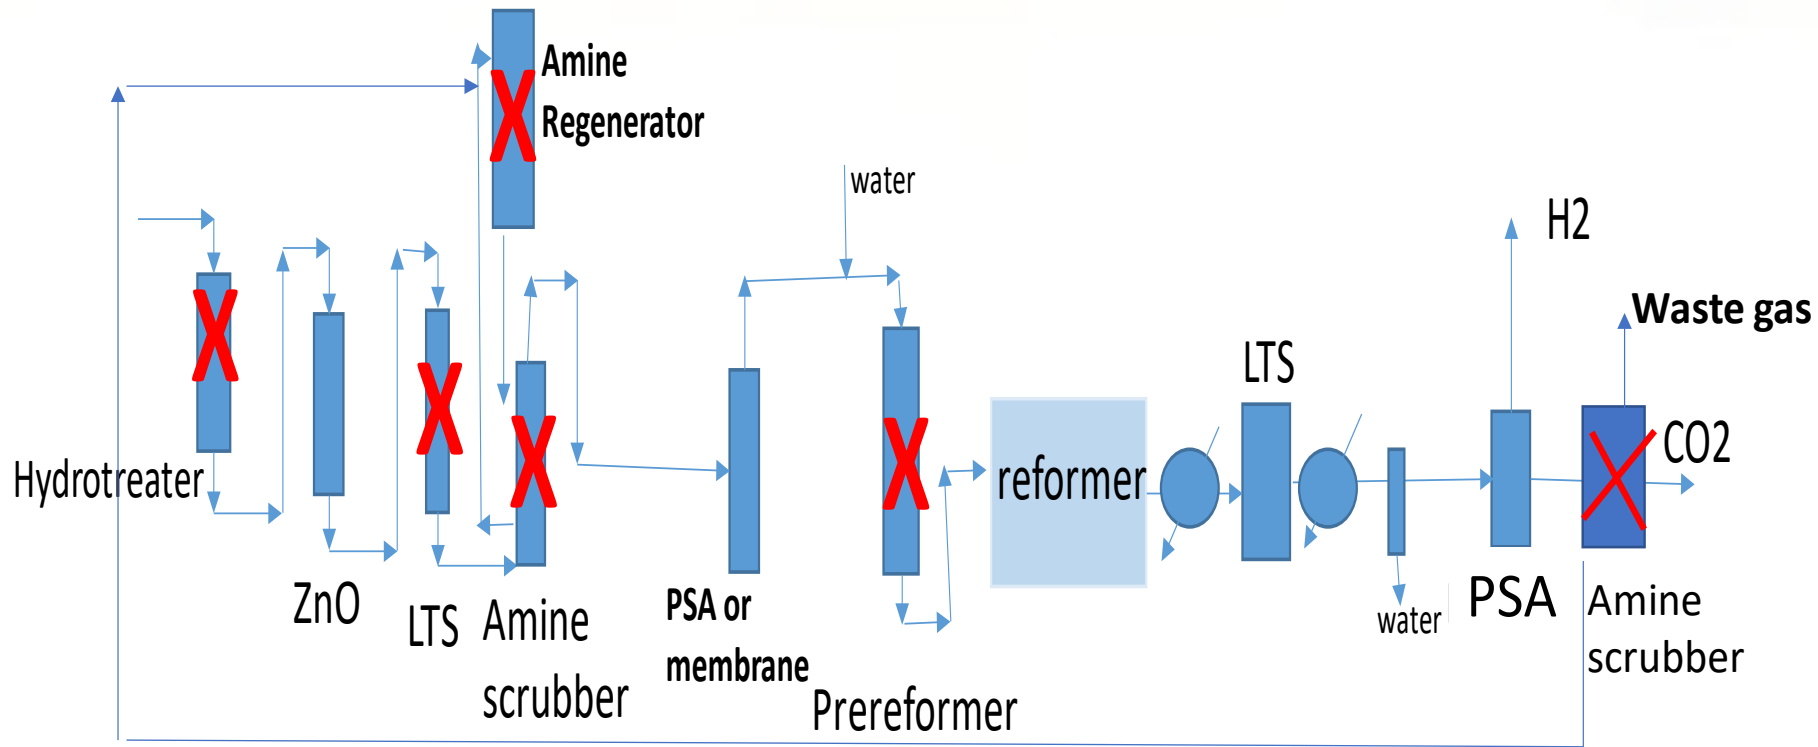 Amine
Regenerator
water
H2
Waste gas
LTS
CO2
Hydrotreater
reformer
ZnO
LTS
Amine
scrubber
PSA or
membrane
Prereformer
water
PSA
Amine
scrubber